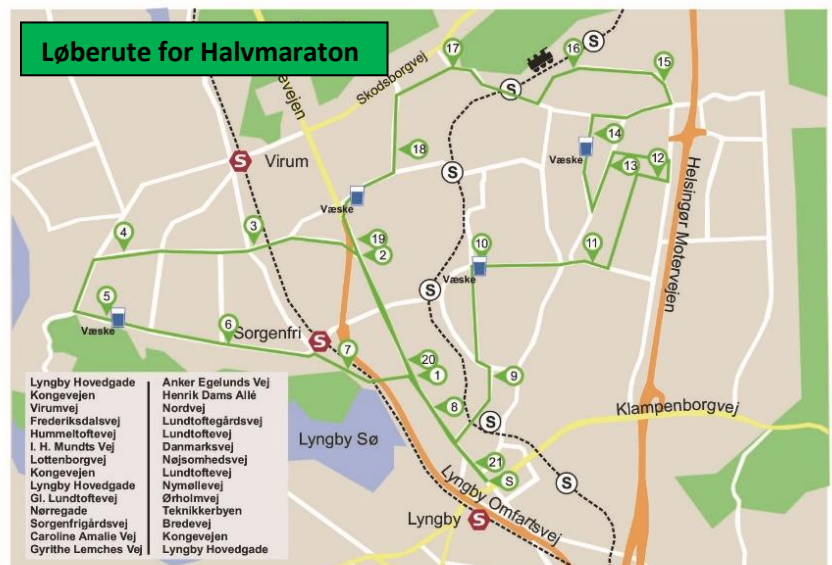 Løberute for Halvmaraton
evejen
Skodsborgvej
17
S
16
S
15
18
Væske
14
13
12
Helsingør Motervejen
S
Virum
S
Væske
4
3
19
2
10
Væske
11
5
Væske
6
Sorgenfri
S
7
S
20
1
9
8
S
Klampenborgvej
Lyngby Sø
21
S
S
Lyngby Omfartsvej
Lyngby
S
Lyngby Hovedgade
Kongevejen
Virumvej
Frederiksdalsvej
Hummeltoftevej
I. H. Mundts Vej
Lottenborgvej
Kongevejen
Lyngby Hovedgade
Gl. Lundtoftevej
Nørregade
Sorgenfrigårdsvej
Caroline Amalie Vej
Gyrithe Lemches Vej
Anker Egelunds Vej
Henrik Dams Allé
Nordvej
Lundtoftegårdsvej
Lundtoftevej
Danmarksvej
Nøjsomhedsvej
Lundtoftevej
Nymøllevej
Ørholmvej
Teknikkerbyen
Bredevej
Kongevejen
Lyngby Hovedgade